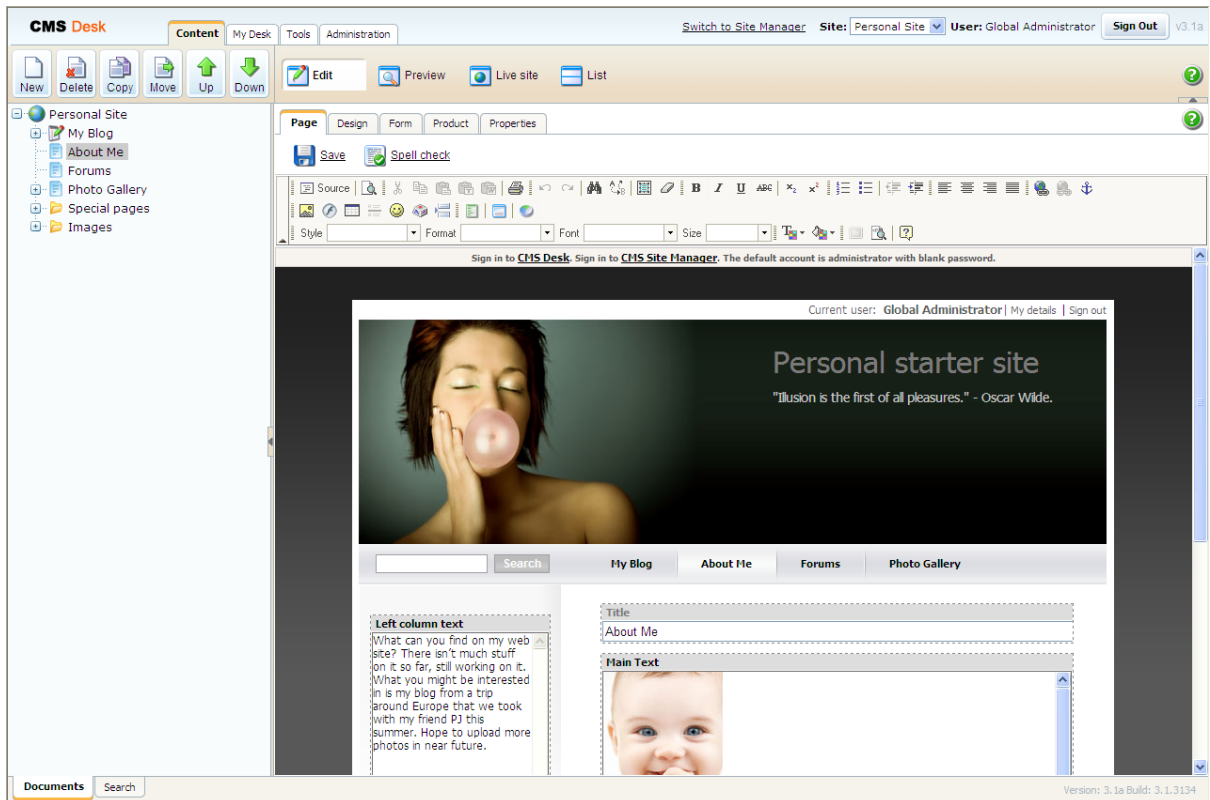 CMS Desk
Content
My Desk
Tools
Administration
Switch to Site Manager
Site: Personal Site
User: Global Administrator
Sign Out
v3.1a
New
Delete
Copy
Move
Up
Down
Edit
Preview
Live site
List
Personal Site
My Blog
About Me
Forums
Photo Gallery
Special pages
Images
Page
Design
Form
Product
Properties
Save
Spell check
Source
B I U ABC x₂ x²
Style
Format
Font
Size
Sign in to CMS Desk. Sign in to CMS Site Manager. The default account is administrator with blank password.
Current user: Global Administrator | My details | Sign out
Personal starter site
"Illusion is the first of all pleasures." - Oscar Wilde.
Search
My Blog
About Me
Forums
Photo Gallery
Left column text
What can you find on my web
site? There isn't much stuff
on it so far, still working on it.
What you might be interested
in is my blog from a trip
around Europe that we took
with my friend PJ this
summer. Hope to upload more
photos in near future.
Title
About Me
Main Text
Documents
Search
Version: 3.1a Build: 3.1.3134